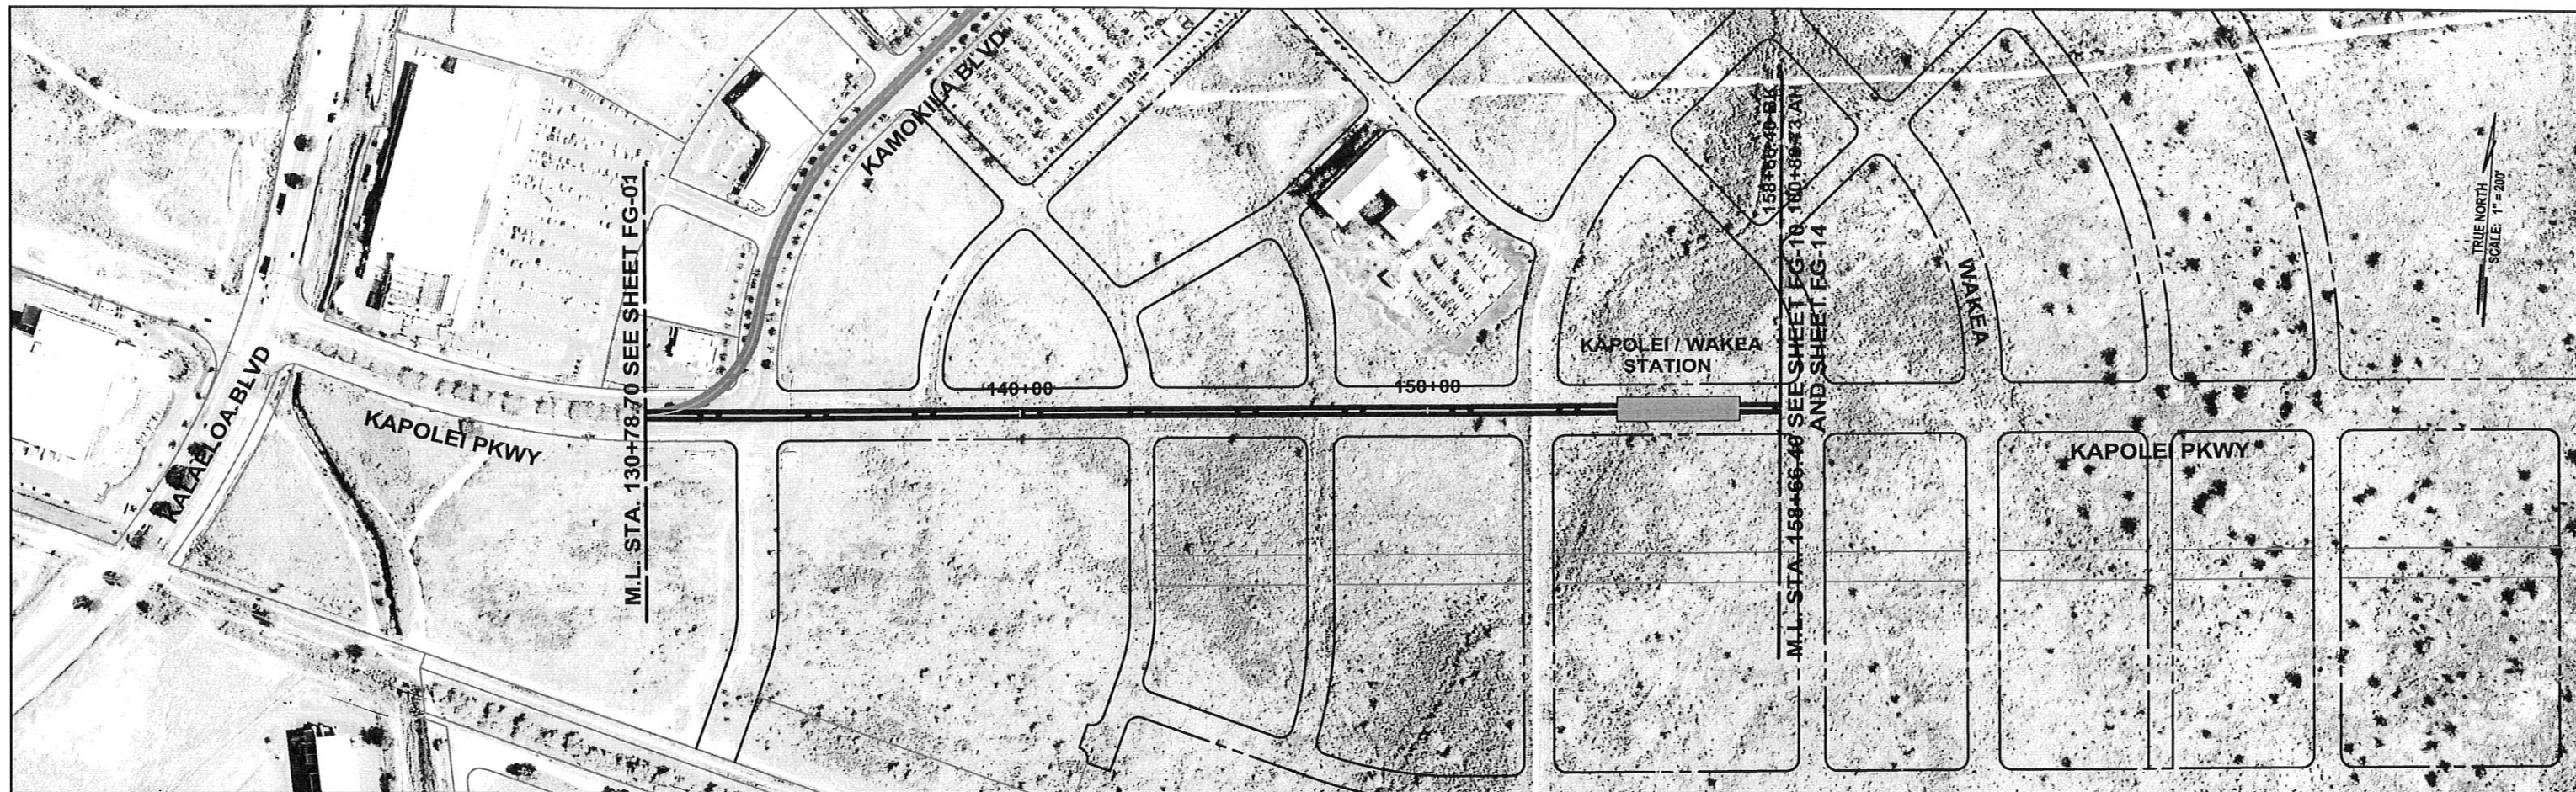 KAMOKILA BLVD
M.L. STA. 130+78.70 SEE SHEET FG-01
KALAELOA BLVD
KAPOLEI PKWY
140+00
150+00
KAPOLEI / WAKEA
STATION
M.L. STA. 158+66.40 SEE SHEET FG-10
AND SHEET FG-14
WAKEA
KAPOLEI PKWY
TRUE NORTH
SCALE: 1" = 200'